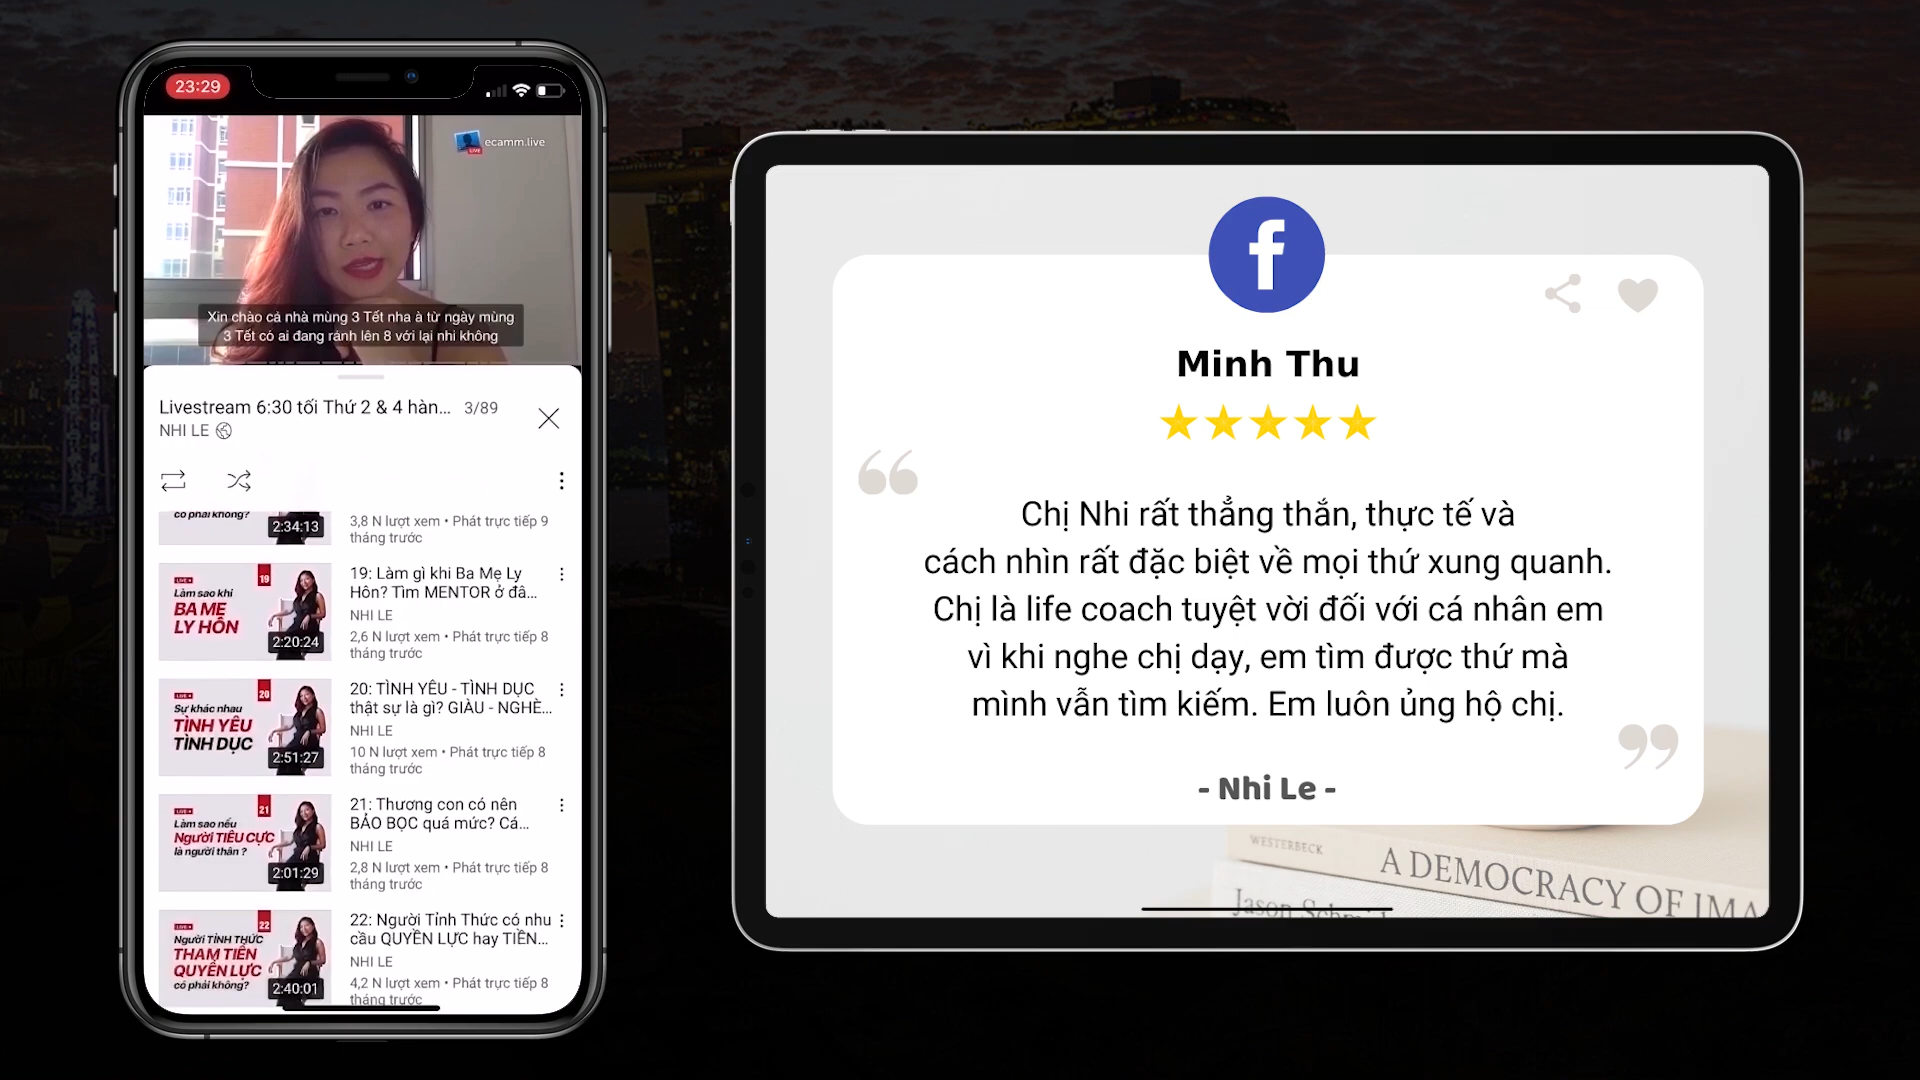 23:29
ecamm.live
Xin chào cả nhà mùng 3 Tết nha à từ ngày mùng
3 Tết có ai đang rảnh lên 8 với lại nhi không
Livestream 6:30 tối Thứ 2 & 4 hàn... 3/89
NHI LE
có phải không?
2:34:13
3,8 N lượt xem • Phát trực tiếp 9
tháng trước
LIVE
19
Làm sao khi
BA MẸ
LY HÔN
2:20:24
19: Làm gì khi Ba Mẹ Ly
Hôn? Tìm MENTOR ở đâ...
NHI LE
2,6 N lượt xem • Phát trực tiếp 8
tháng trước
LIVE
20
Sự khác nhau
TÌNH YÊU
TÌNH DỤC
2:51:27
20: TÌNH YÊU - TÌNH DỤC
thật sự là gì? GIÀU - NGHÈ...
NHI LE
10 N lượt xem • Phát trực tiếp 8
tháng trước
LIVE
21
Làm sao nếu
Người TIÊU CỰC
là người thân ?
2:01:29
21: Thương con có nên
BẢO BỌC quá mức? Cá...
NHI LE
2,8 N lượt xem • Phát trực tiếp 8
tháng trước
LIVE
22
Người TỈNH THỨC
THAM TIỀN
QUYỀN LỰC
có phải không?
2:40:01
22: Người Tỉnh Thức có nhu
cầu QUYỀN LỰC hay TIỀN...
NHI LE
4,2 N lượt xem • Phát trực tiếp 8
tháng trước
f
Minh Thu
Chị Nhi rất thẳng thắn, thực tế và
cách nhìn rất đặc biệt về mọi thứ xung quanh.
Chị là life coach tuyệt vời đối với cá nhân em
vì khi nghe chị dạy, em tìm được thứ mà
mình vẫn tìm kiếm. Em luôn ủng hộ chị.
- Nhi Le -
WESTERBECK
A DEMOCRACY OF IMA
Jason